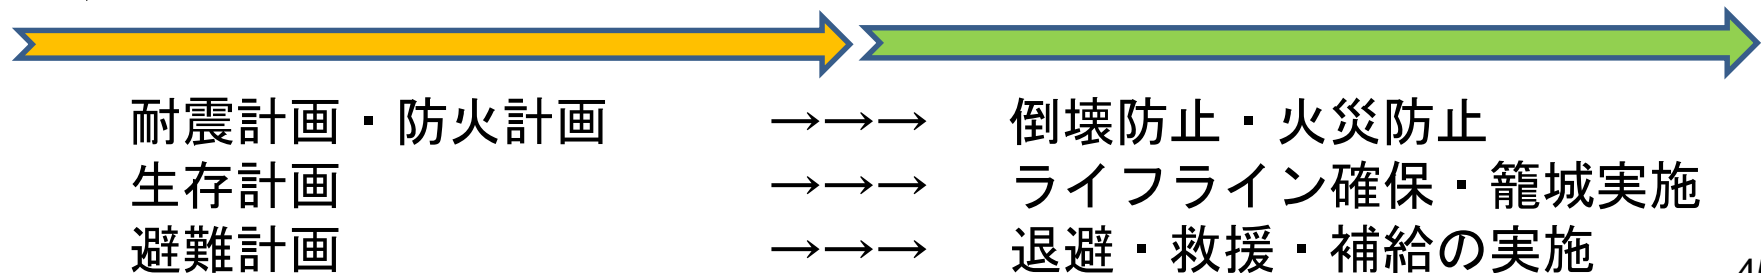 耐震計画・防火計画 →→→ 倒壊防止・火災防止
生存計画 →→→ ライフライン確保・籠城実施
避難計画 →→→ 退避・救援・補給の実施